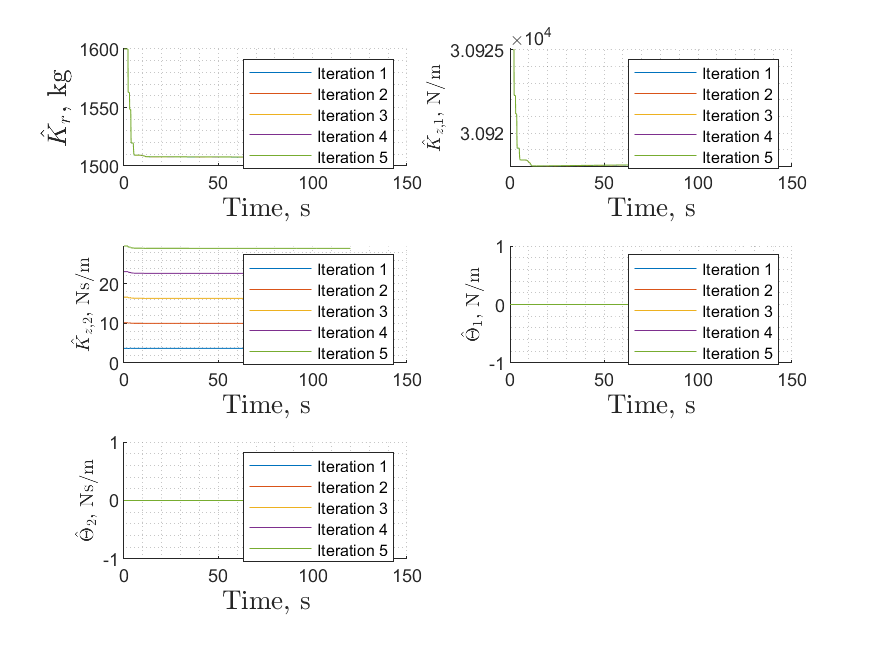 1600
1550
1500
K̂r, kg
0 50 100 150
Time, s
Iteration 1
Iteration 2
Iteration 3
Iteration 4
Iteration 5
×10^4
3.0925
3.092
K̂z,1, N/m
0 50 100 150
Time, s
Iteration 1
Iteration 2
Iteration 3
Iteration 4
Iteration 5
20
10
0
K̂z,2, Ns/m
0 50 100 150
Time, s
Iteration 1
Iteration 2
Iteration 3
Iteration 4
Iteration 5
1
0
-1
Θ̂1, N/m
0 50 100 150
Time, s
Iteration 1
Iteration 2
Iteration 3
Iteration 4
Iteration 5
1
0
-1
Θ̂2, Ns/m
0 50 100 150
Time, s
Iteration 1
Iteration 2
Iteration 3
Iteration 4
Iteration 5